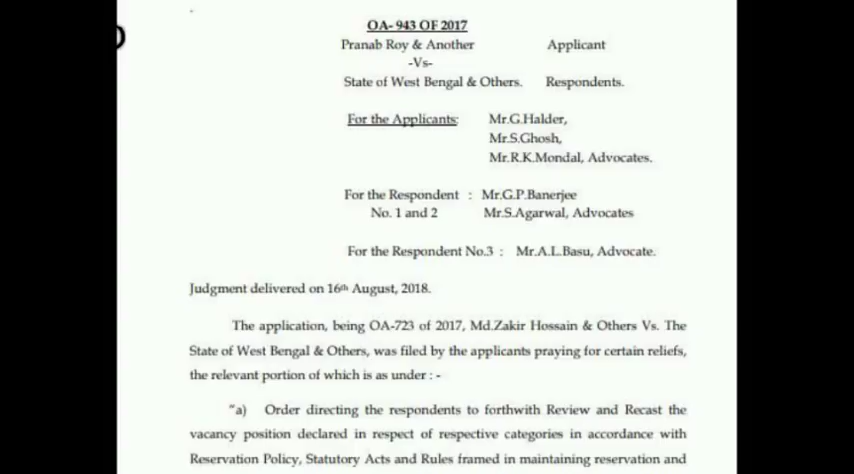 OA- 943 OF 2017
Pranab Roy & Another Applicant
-Vs-
State of West Bengal & Others. Respondents.
For the Applicants: Mr.G.Halder,
Mr.S.Ghosh,
Mr.R.K.Mondal, Advocates.
For the Respondent : Mr.G.P.Banerjee
No. 1 and 2 Mr.S.Agarwal, Advocates
For the Respondent No.3 : Mr.A.L.Basu, Advocate.
Judgment delivered on 16th August, 2018.
The application, being OA-723 of 2017, Md.Zakir Hossain & Others Vs. The
State of West Bengal & Others, was filed by the applicants praying for certain reliefs,
the relevant portion of which is as under : -
"a) Order directing the respondents to forthwith Review and Recast the
vacancy position declared in respect of respective categories in accordance with
Reservation Policy, Statutory Acts and Rules framed in maintaining reservation and